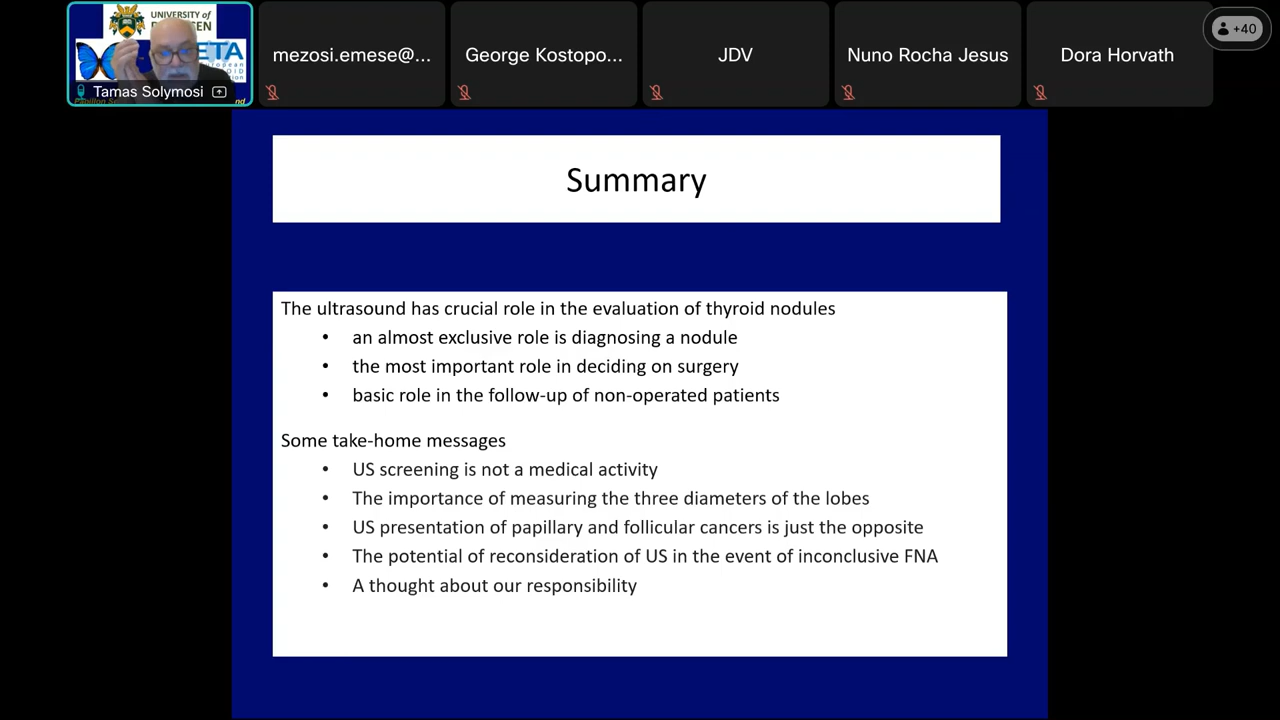 UNIVERSITY of
ETA
Tamas Solymosi
mezosi.emese@...
George Kostopo...
JDV
Nuno Rocha Jesus
Dora Horvath
+40
Summary
The ultrasound has crucial role in the evaluation of thyroid nodules
• an almost exclusive role is diagnosing a nodule
• the most important role in deciding on surgery
• basic role in the follow-up of non-operated patients
Some take-home messages
• US screening is not a medical activity
• The importance of measuring the three diameters of the lobes
• US presentation of papillary and follicular cancers is just the opposite
• The potential of reconsideration of US in the event of inconclusive FNA
• A thought about our responsibility